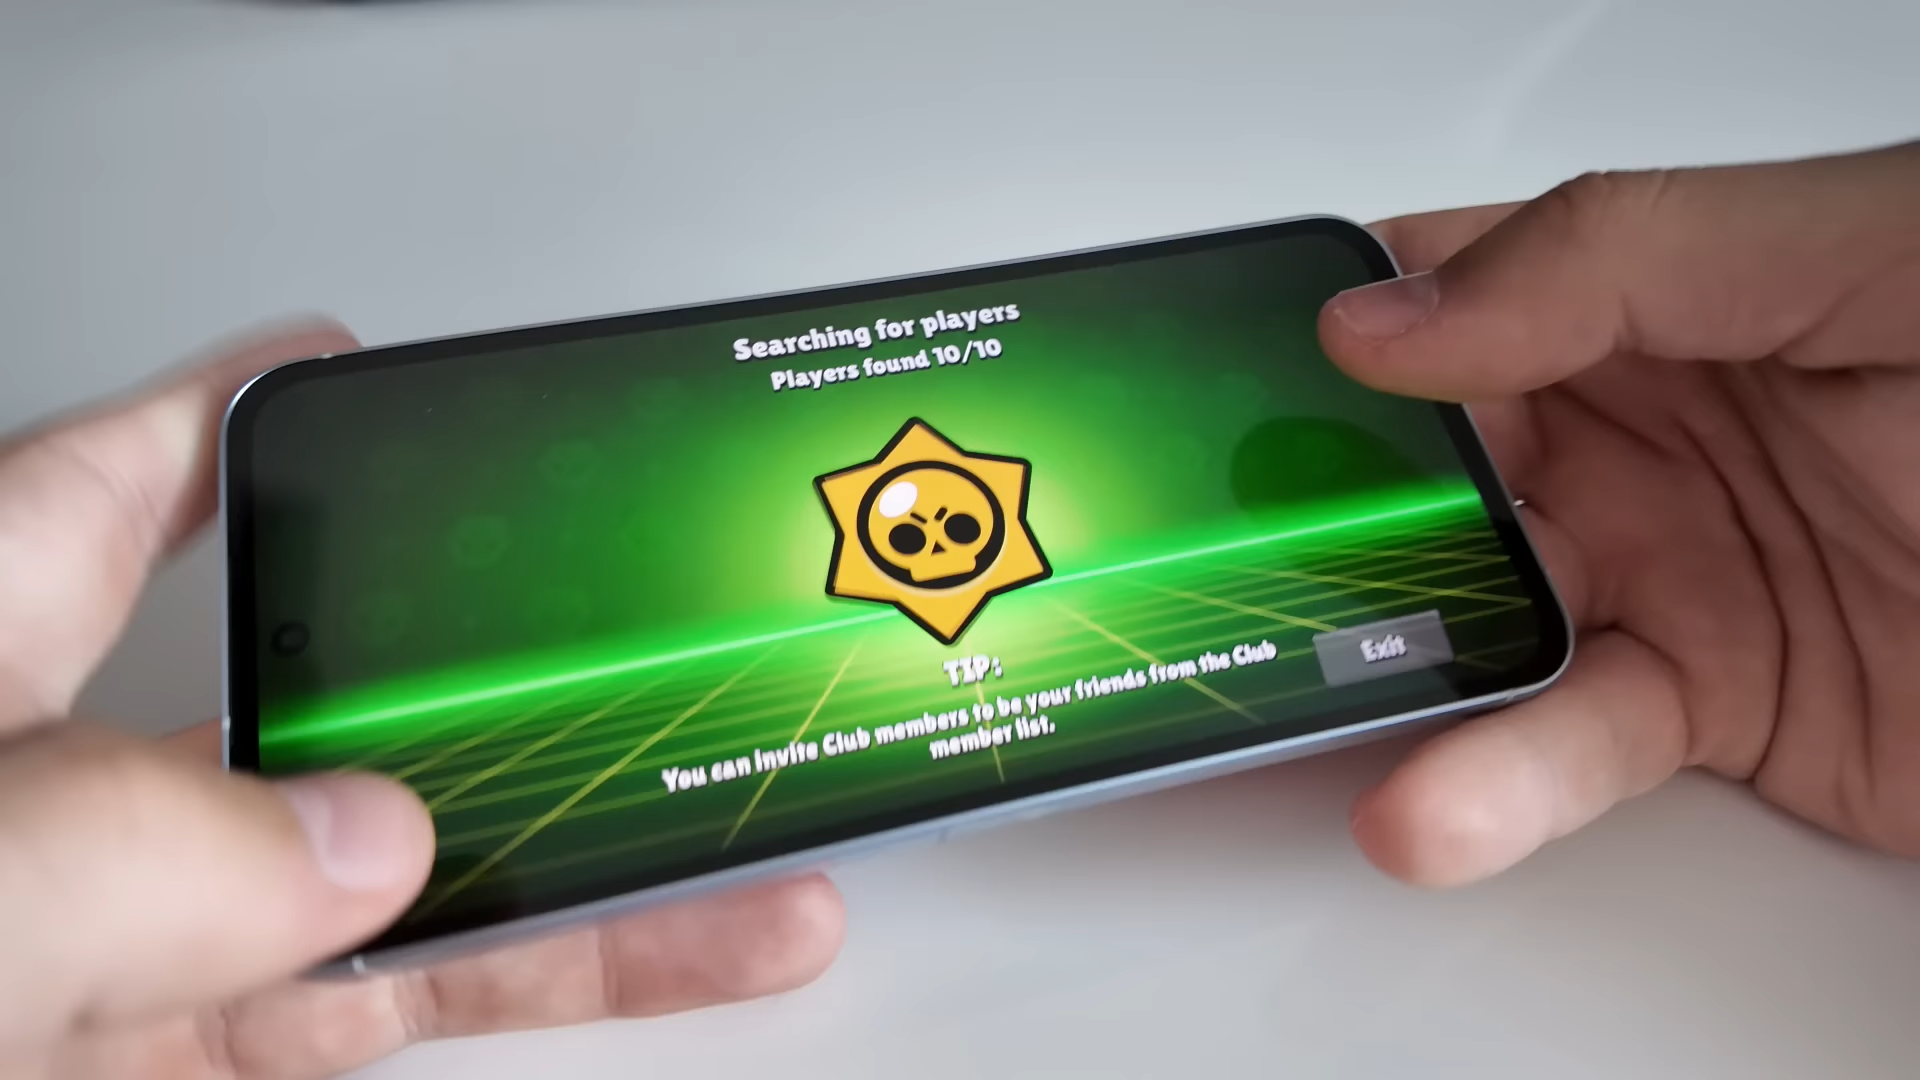 Searching for players
Players found 10/10
TIP:
You can invite Club members to be your friends from the Club
member list.
Exit